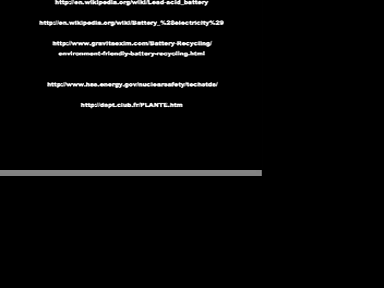 http://en.wikipedia.org/wiki/Lead-acid_battery
http://en.wikipedia.org/wiki/Battery_%28electricity%29
http://www.gravitaexim.com/Battery-Recycling/
environment-friendly-battery-recycling.html
http://www.hss.energy.gov/nuclearsafety/techstds/
http://dspt.club.fr/PLANTE.htm